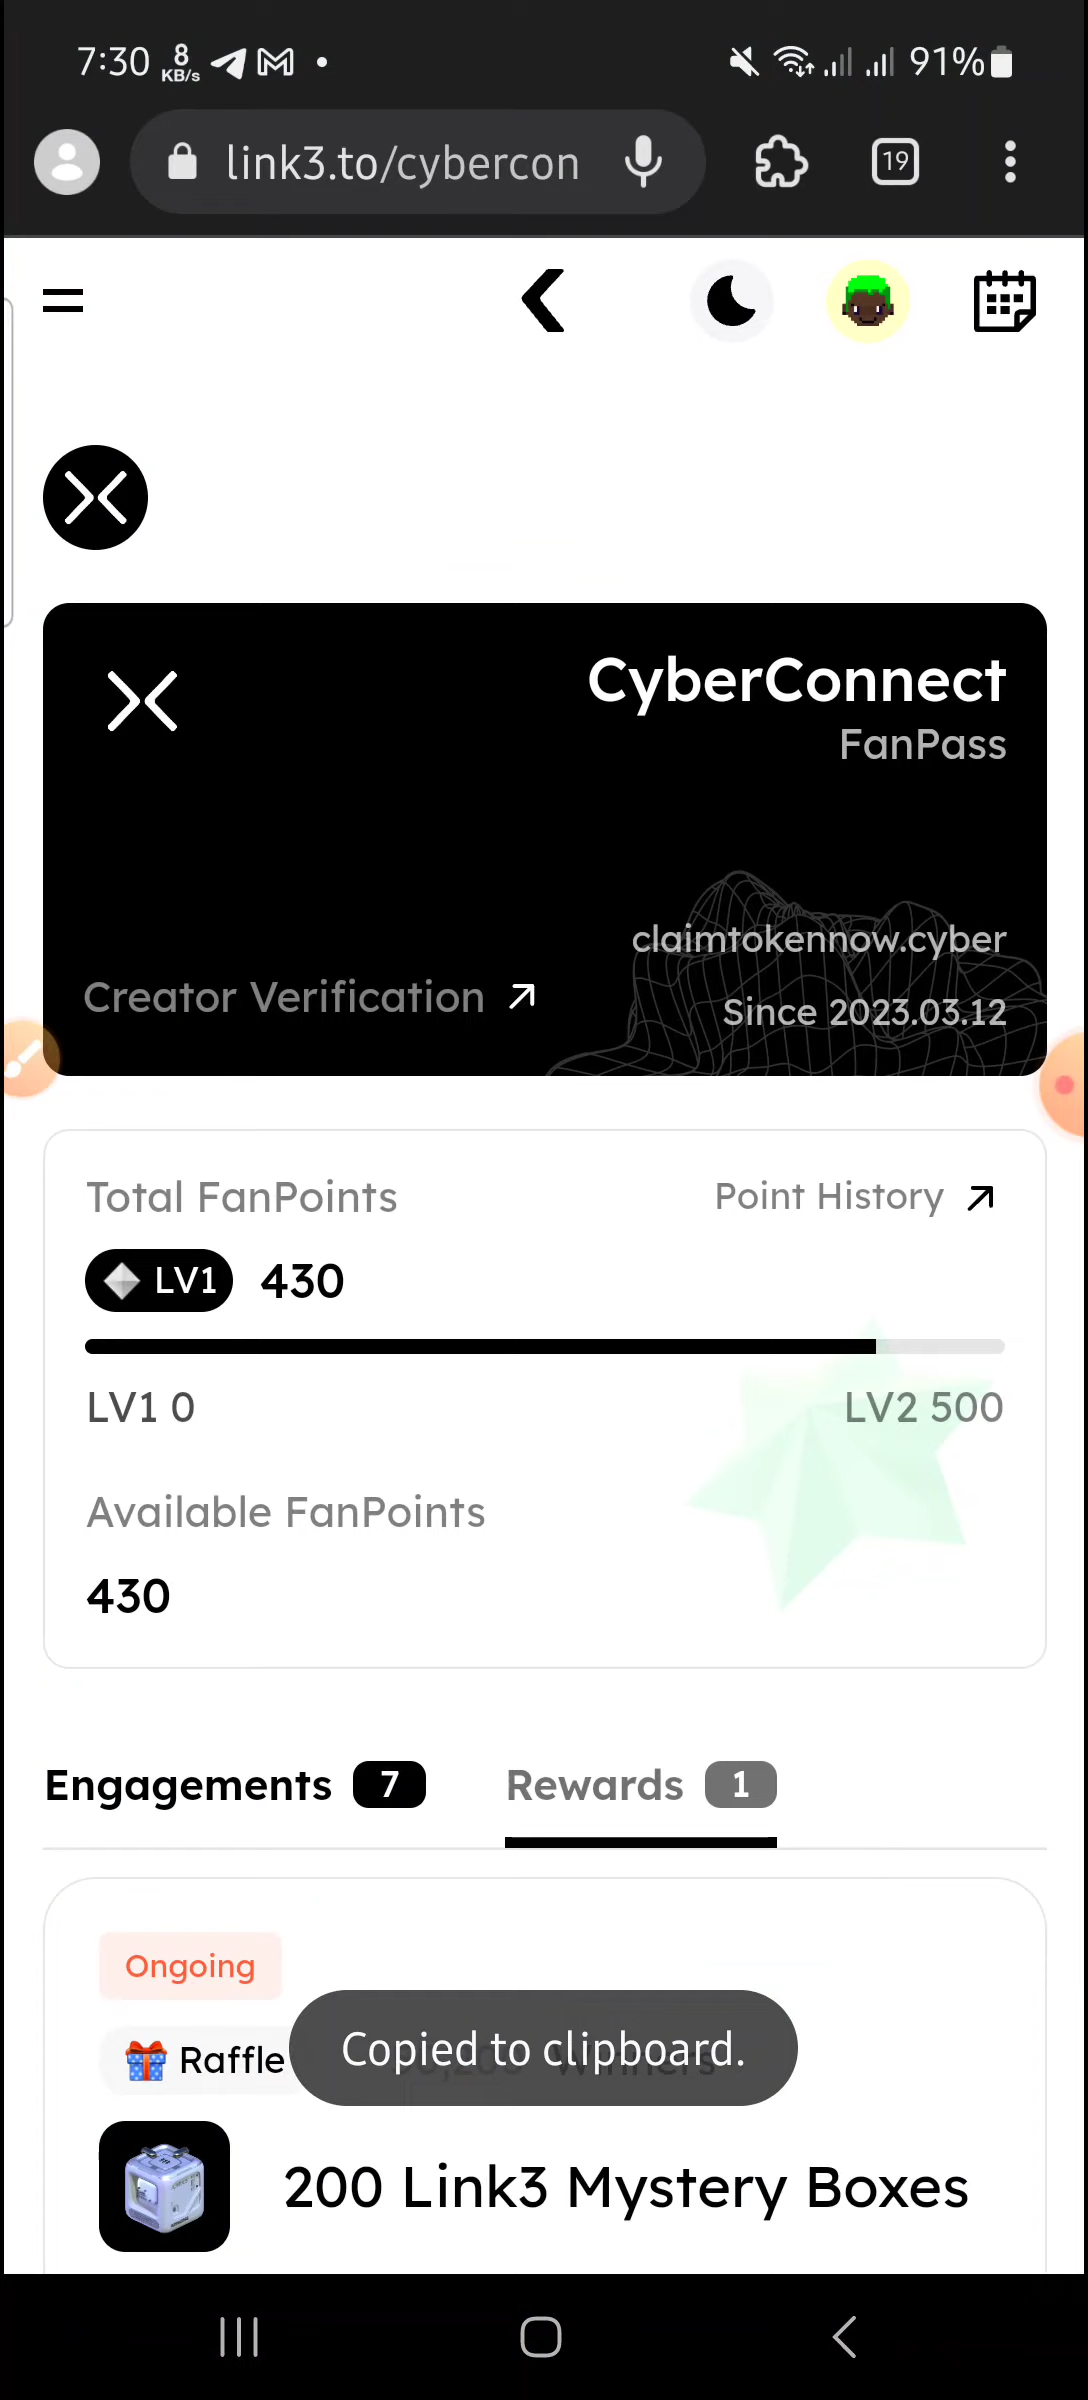 7:30
8
KB/s
91%
link3.to/cybercon
19
CyberConnect
FanPass
claimtokennow.cyber
Creator Verification
Since 2023.03.12
Total FanPoints
Point History
LV1 430
LV1 0
LV2 500
Available FanPoints
430
Engagements 7
Rewards 1
Ongoing
Raffle
Copied to clipboard.
200 Link3 Mystery Boxes